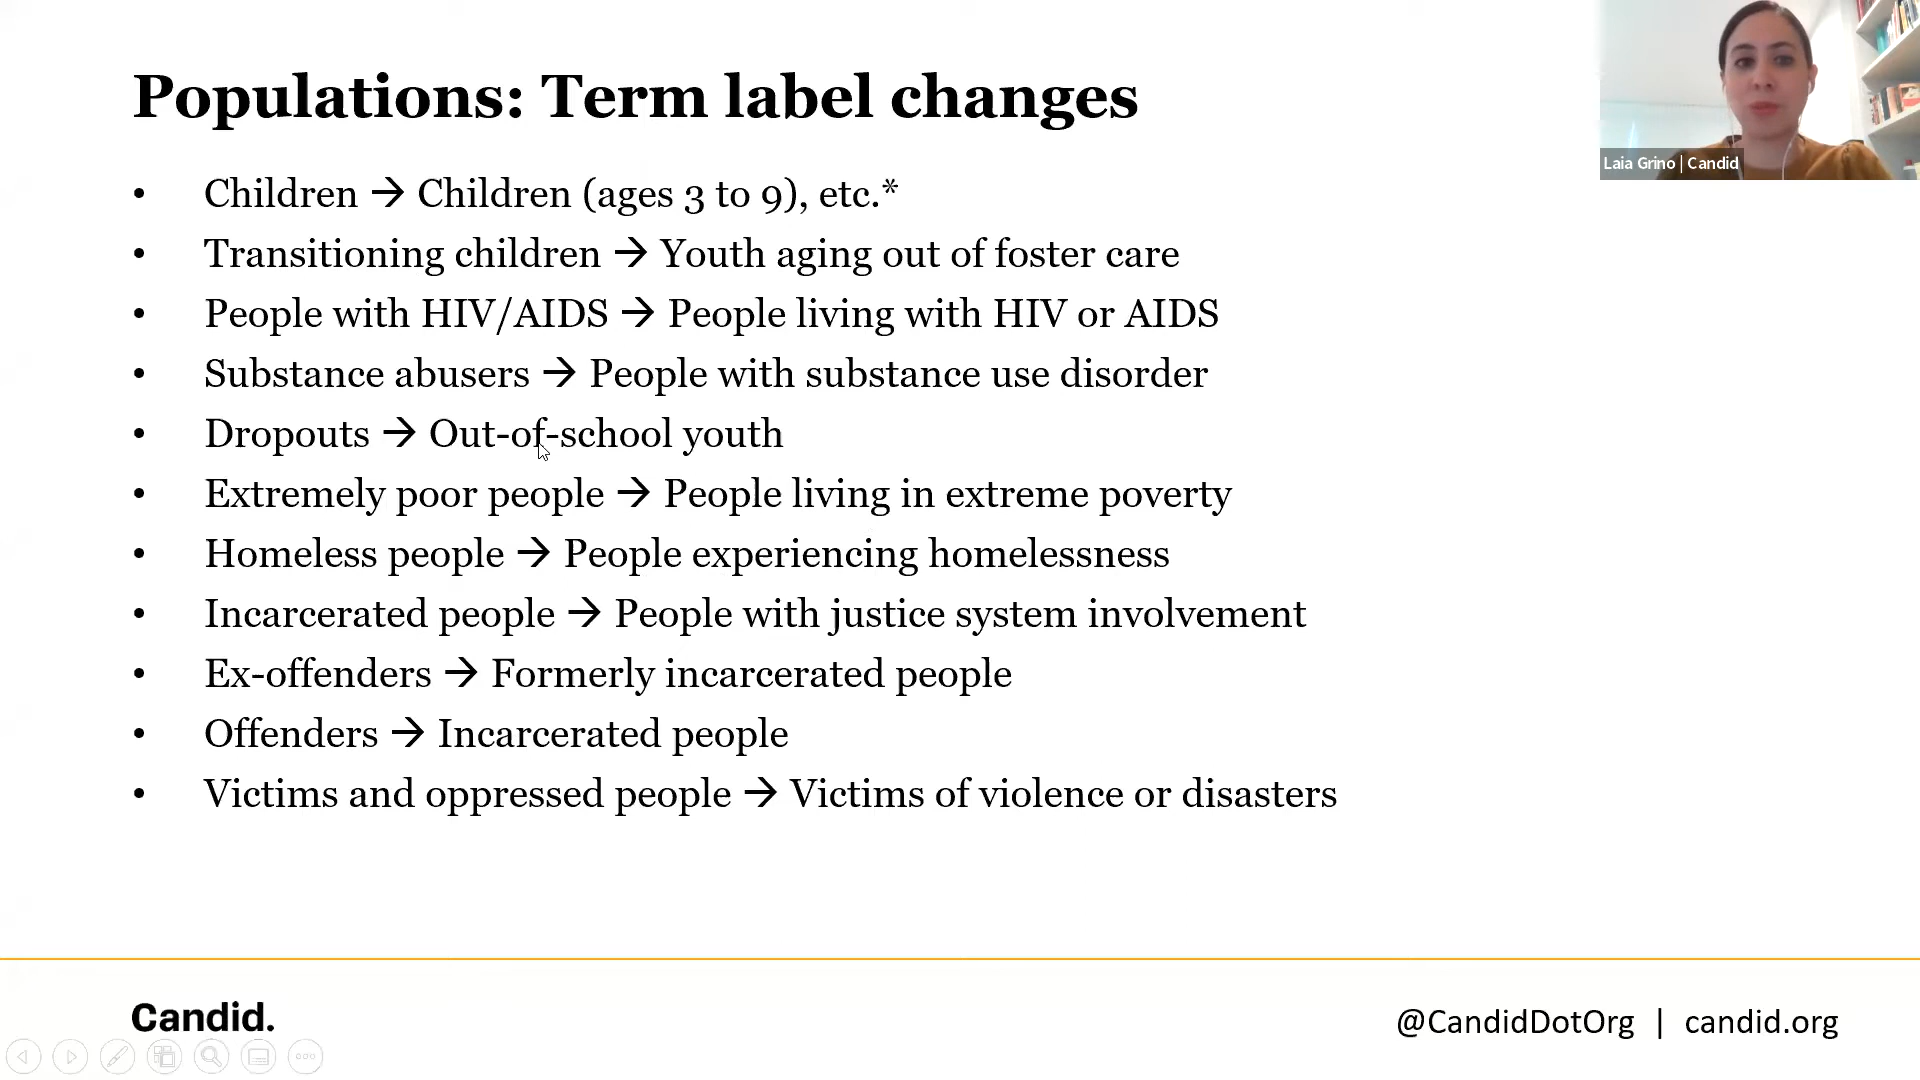 Populations: Term label changes
Laia Grino | Candid
• Children → Children (ages 3 to 9), etc.*
• Transitioning children → Youth aging out of foster care
• People with HIV/AIDS → People living with HIV or AIDS
• Substance abusers → People with substance use disorder
• Dropouts → Out-of-school youth
• Extremely poor people → People living in extreme poverty
• Homeless people → People experiencing homelessness
• Incarcerated people → People with justice system involvement
• Ex-offenders → Formerly incarcerated people
• Offenders → Incarcerated people
• Victims and oppressed people → Victims of violence or disasters
Candid.
@CandidDotOrg | candid.org